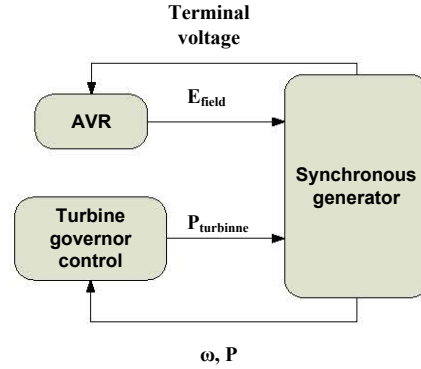 Terminal
voltage
AVR
E_field
Synchronous
generator
Turbine
governor
control
P_turbinne
ω, P